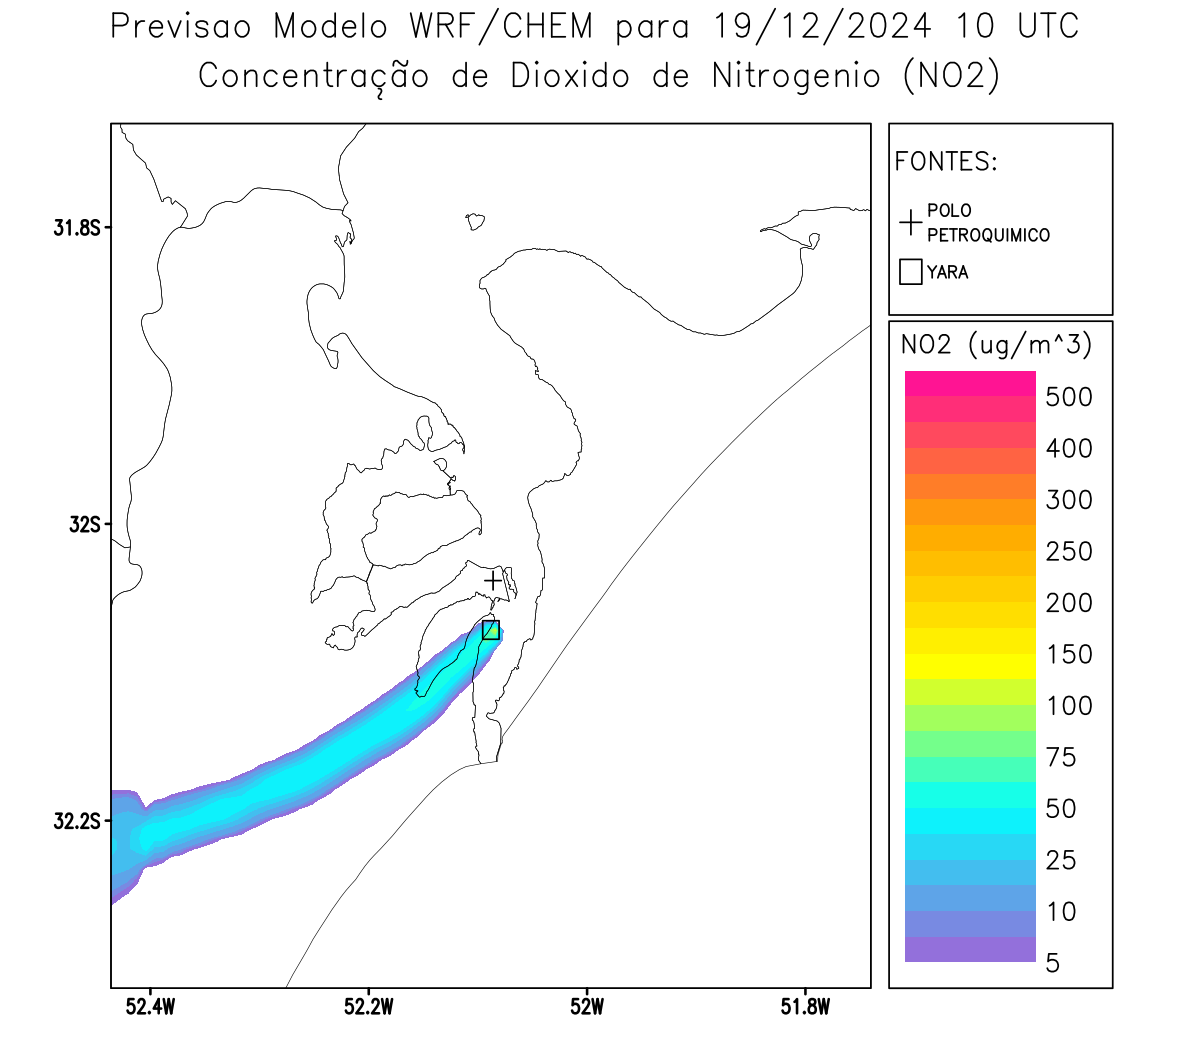 Previsao Modelo WRF/CHEM para 19/12/2024 10 UTC
Concentração de Dioxido de Nitrogenio (NO2)
FONTES:
POLO
PETROQUIMICO
YARA
NO2 (ug/m^3)
500
400
300
250
200
150
100
75
50
25
10
5
31.8S
32S
32.2S
52.4W
52.2W
52W
51.8W